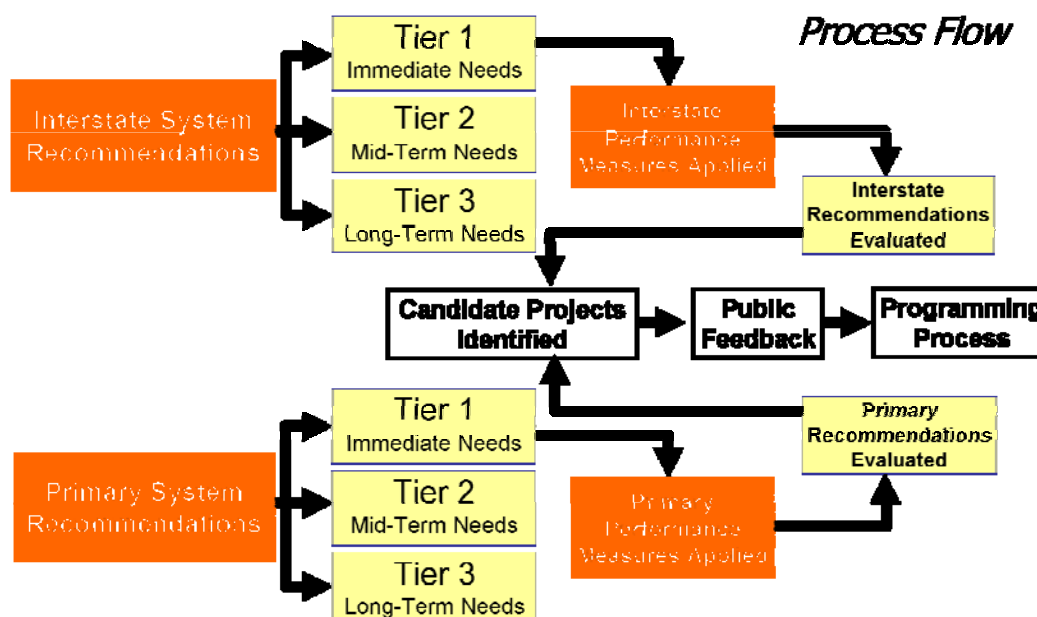 Process Flow
Interstate System
Recommendations
Tier 1
Immediate Needs
Tier 2
Mid-Term Needs
Tier 3
Long-Term Needs
Interstate
Performance
Measures Applied
Interstate
Recommendations
Evaluated
Candidate Projects
Identified
Public
Feedback
Programming
Process
Primary System
Recommendations
Tier 1
Immediate Needs
Tier 2
Mid-Term Needs
Tier 3
Long-Term Needs
Primary
Performance
Measures Applied
Primary
Recommendations
Evaluated